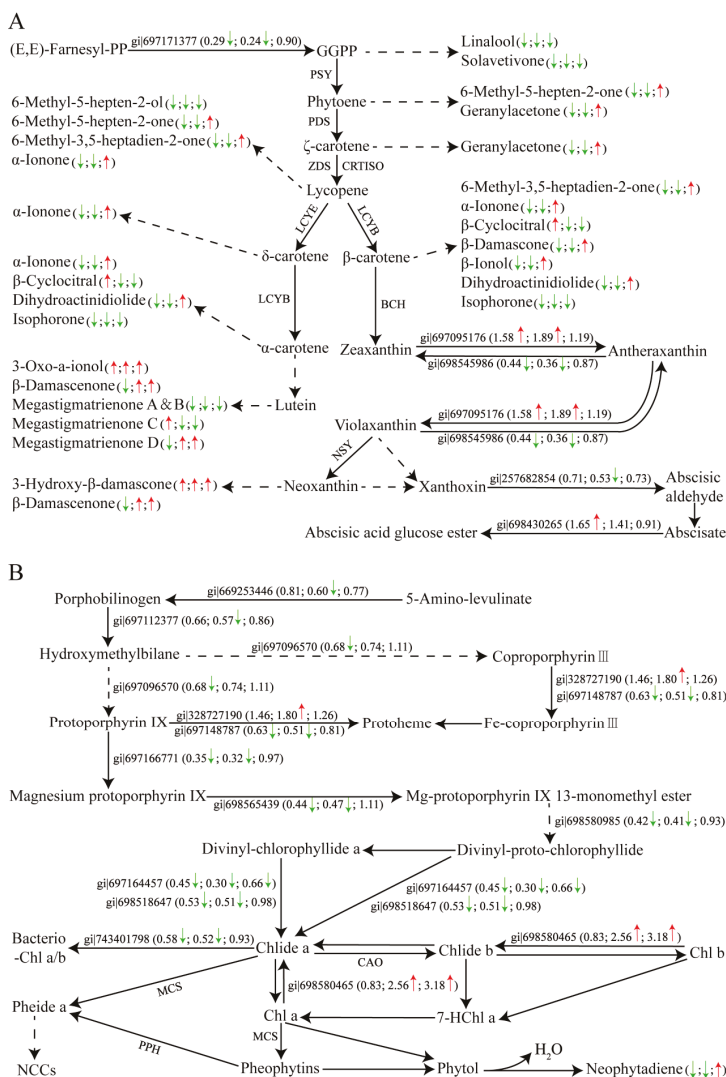 A
(E,E)-Farnesyl-PP
gi|697171377 (0.29↓; 0.24↓; 0.90)
GGPP
Linalool(↓;↓;↓)
Solavetivone(↓;↓;↓)
PSY
Phytoene
6-Methyl-5-hepten-2-one(↓;↓;↑)
Geranylacetone(↓;↓;↑)
PDS
ζ-carotene
Geranylacetone(↓;↓;↑)
ZDS
CRTISO
Lycopene
6-Methyl-5-hepten-2-ol(↓;↓;↓)
6-Methyl-5-hepten-2-one(↓;↓;↑)
6-Methyl-3,5-heptadien-2-one(↓;↓;↑)
α-Ionone(↓;↓;↑)
LCYE
LCYB
α-Ionone(↓;↓;↑)
δ-carotene
β-carotene
6-Methyl-3,5-heptadien-2-one(↓;↓;↑)
α-Ionone(↓;↓;↑)
β-Cyclocitral(↑;↓;↓)
β-Damascone(↓;↓;↑)
β-Ionol(↓;↓;↑)
Dihydroactinidiolide(↓;↓;↑)
Isophorone(↓;↓;↓)
α-Ionone(↓;↓;↑)
β-Cyclocitral(↑;↓;↓)
Dihydroactinidiolide(↓;↓;↑)
Isophorone(↓;↓;↓)
LCYB
BCH
α-carotene
Zeaxanthin
gi|697095176 (1.58↑; 1.89↑; 1.19)
gi|698545986 (0.44↓; 0.36↓; 0.87)
Antheraxanthin
3-Oxo-a-ionol(↑;↑;↑)
β-Damascenone(↓;↑;↑)
Megastigmatrienone A & B(↓;↓;↓)
Megastigmatrienone C(↑;↓;↓)
Megastigmatrienone D(↓;↑;↑)
Lutein
Violaxanthin
gi|697095176 (1.58↑; 1.89↑; 1.19)
gi|698545986 (0.44↓; 0.36↓; 0.87)
NSY
3-Hydroxy-β-damascone(↑;↑;↑)
β-Damascenone(↓;↑;↑)
Neoxanthin
Xanthoxin
gi|257682854 (0.71; 0.53↓; 0.73)
Abscisic
aldehyde
Abscisic acid glucose ester
gi|698430265 (1.65↑; 1.41; 0.91)
Abscisate
B
Porphobilinogen
gi|669253446 (0.81; 0.60↓; 0.77)
5-Amino-levulinate
gi|697112377 (0.66; 0.57↓; 0.86)
Hydroxymethylbilane
gi|697096570 (0.68↓; 0.74; 1.11)
Coproporphyrin III
gi|697096570 (0.68↓; 0.74; 1.11)
gi|328727190 (1.46; 1.80↑; 1.26)
gi|697148787 (0.63↓; 0.51↓; 0.81)
Protoporphyrin IX
gi|328727190 (1.46; 1.80↑; 1.26)
gi|697148787 (0.63↓; 0.51↓; 0.81)
Protoheme
Fe-coproporphyrin III
gi|697166771 (0.35↓; 0.32↓; 0.97)
Magnesium protoporphyrin IX
gi|698565439 (0.44↓; 0.47↓; 1.11)
Mg-protoporphyrin IX 13-monomethyl ester
gi|698580985 (0.42↓; 0.41↓; 0.93)
Divinyl-chlorophyllide a
Divinyl-proto-chlorophyllide
gi|697164457 (0.45↓; 0.30↓; 0.66↓)
gi|698518647 (0.53↓; 0.51↓; 0.98)
gi|697164457 (0.45↓; 0.30↓; 0.66↓)
gi|698518647 (0.53↓; 0.51↓; 0.98)
Bacterio
-Chl a/b
gi|743401798 (0.58↓; 0.52↓; 0.93)
Chlide a
CAO
Chlide b
gi|698580465 (0.83; 2.56↑; 3.18↑)
Chl b
MCS
gi|698580465 (0.83; 2.56↑; 3.18↑)
Pheide a
Chl a
7-HChl a
MCS
PPH
NCCs
Pheophytins
Phytol
H2O
Neophytadiene(↓;↓;↑)